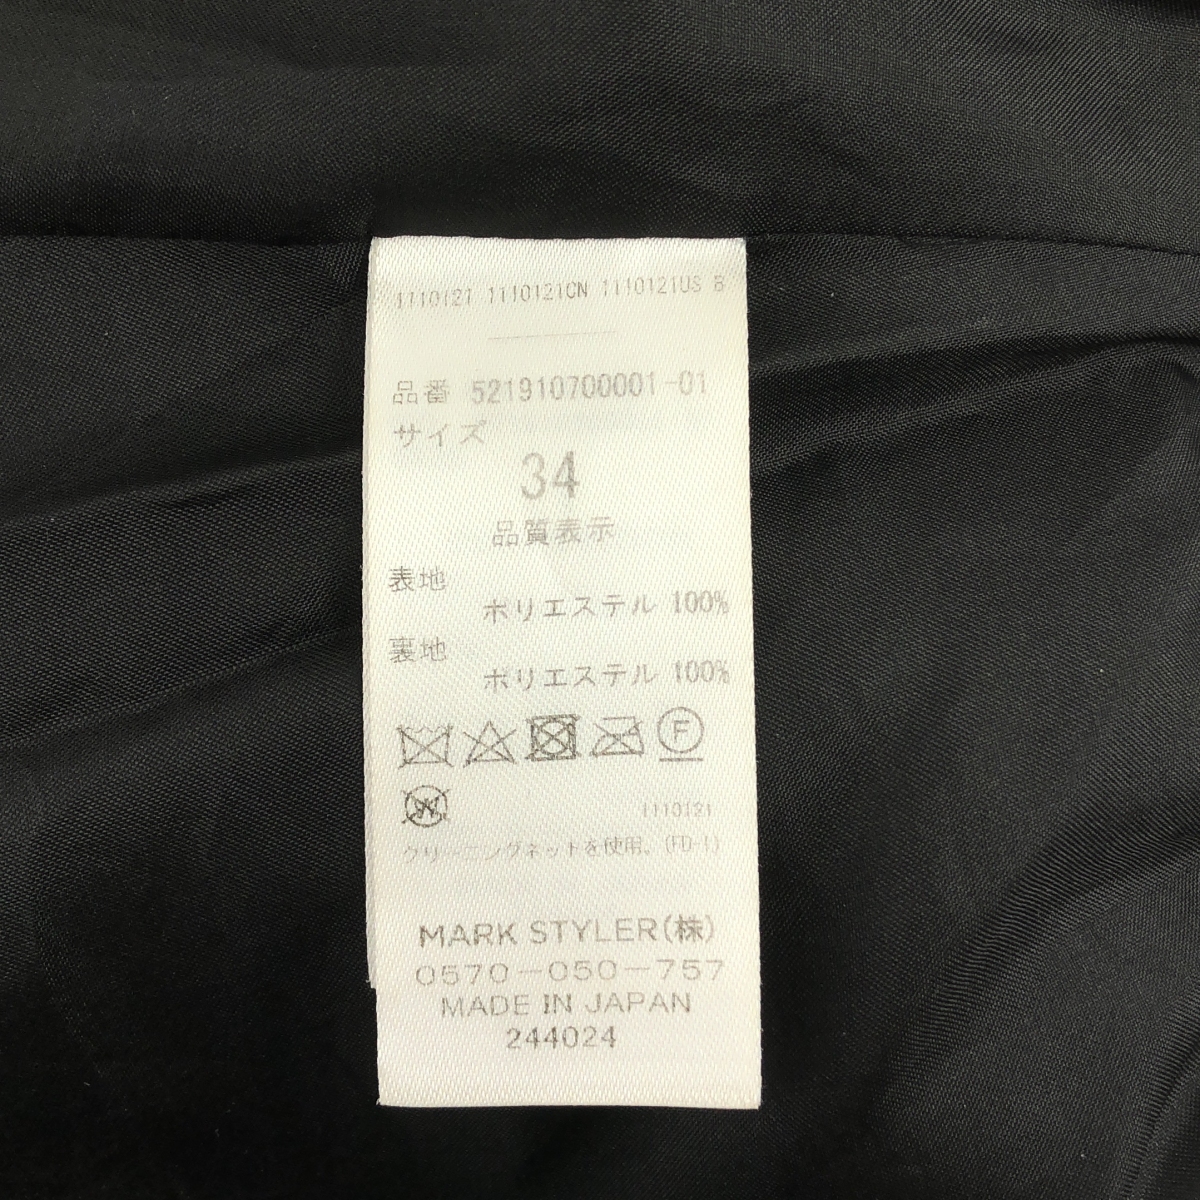 1110121 1110121CN 1110121US B
品番 521910700001-01
サイズ
34
品質表示
表地
ポリエステル 100%
裏地
ポリエステル 100%
F
W
1110121
クリーニングネットを使用。(FD-1)
MARK STYLER(株)
0570-050-757
MADE IN JAPAN
244024